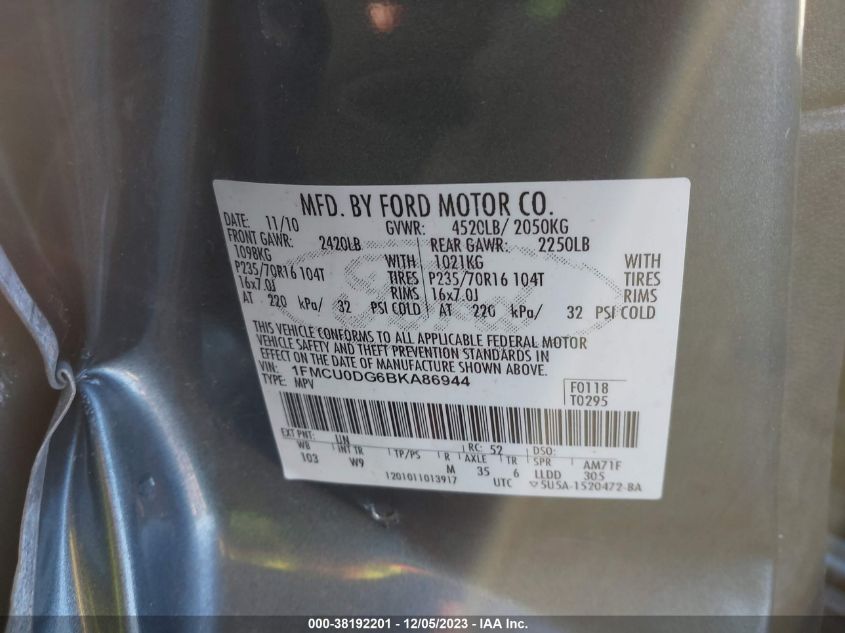 MFD. BY FORD MOTOR CO.
DATE: 11/10 GVWR: 4520LB/ 2050KG
FRONT GAWR: 2420LB REAR GAWR: 2250LB
1098KG WITH 1021KG WITH
P235/70R16 104T TIRES P235/70R16 104T TIRES
16x7.0J RIMS 16x7.0J RIMS
AT 220 kPa/ 32 PSI COLD AT 220 kPa/ 32 PSI COLD
THIS VEHICLE CONFORMS TO ALL APPLICABLE FEDERAL MOTOR
VEHICLE SAFETY AND THEFT PREVENTION STANDARDS IN
EFFECT ON THE DATE OF MANUFACTURE SHOWN ABOVE.
VIN: 1FMCU0DG6BKA86944
TYPE: MPV
F0118
T0295
EXT PNT: UN RC: 52 DSO:
WB INT TR TP/PS R AXLE TR SPR AM71F
103 W9 M 35 6 LLDD 305
1201011013917 UTC 5U5A-1520472-BA
000-38192201 - 12/05/2023 - IAA Inc.